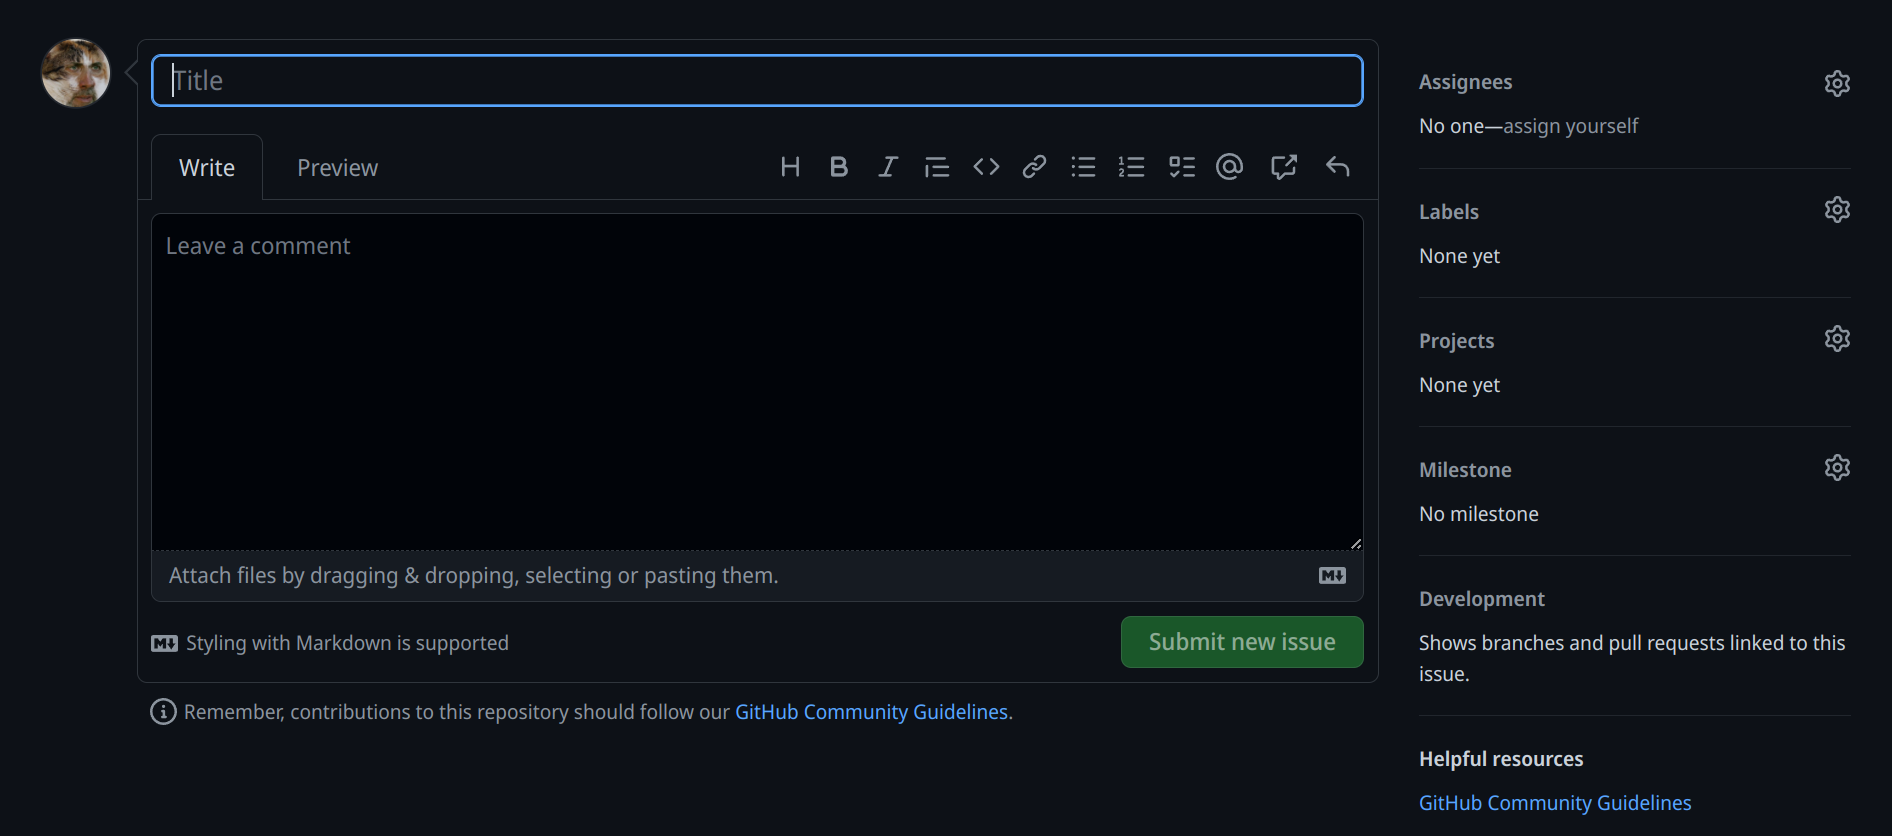 Title
Write
Preview
Leave a comment
Attach files by dragging & dropping, selecting or pasting them.
Styling with Markdown is supported
Submit new issue
Remember, contributions to this repository should follow our GitHub Community Guidelines.
Assignees
No one—assign yourself
Labels
None yet
Projects
None yet
Milestone
No milestone
Development
Shows branches and pull requests linked to this
issue.
Helpful resources
GitHub Community Guidelines